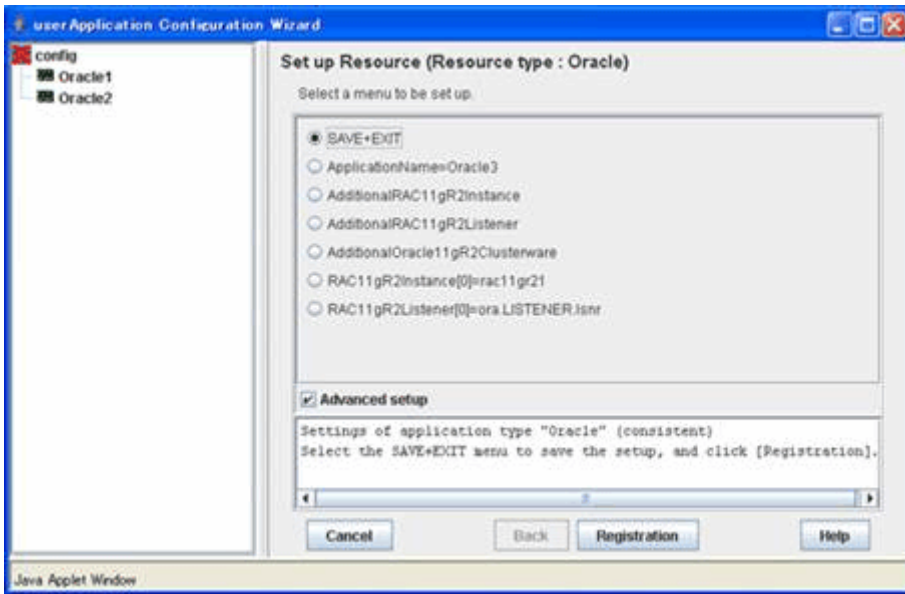 userApplication Configuration Wizard
config
Oracle1
Oracle2
Set up Resource (Resource type : Oracle)
Select a menu to be set up.
SAVE+EXIT
ApplicationName=Oracle3
AdditionalRAC11gR2Instance
AdditionalRAC11gR2Listener
AdditionalOracle11gR2Clusterware
RAC11gR2Instance[0]=rac11gr21
RAC11gR2Listener[0]=ora.LISTENER.lsnr
Advanced setup
Settings of application type "Oracle" (consistent)
Select the SAVE+EXIT menu to save the setup, and click [Registration].
Cancel Back Registration Help
Java Applet Window